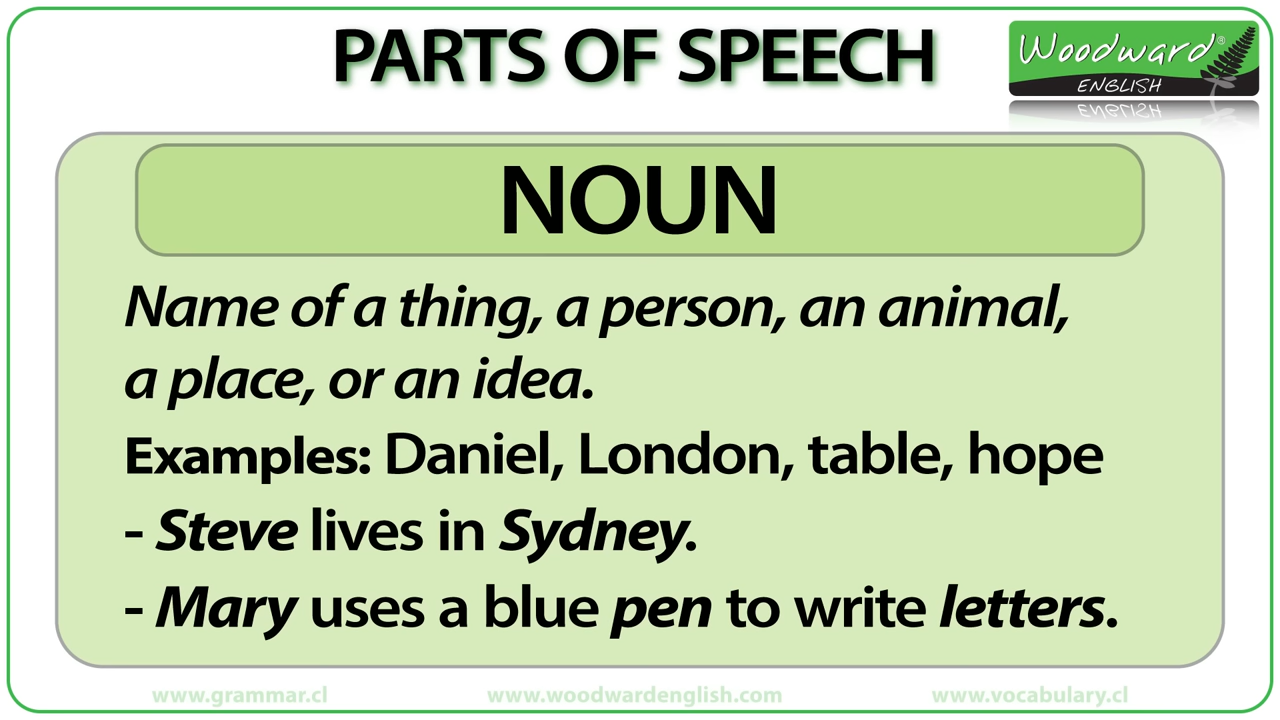 PARTS OF SPEECH
Woodward®
ENGLISH
NOUN
Name of a thing, a person, an animal,
a place, or an idea.
Examples: Daniel, London, table, hope
- Steve lives in Sydney.
- Mary uses a blue pen to write letters.
www.grammar.cl www.woodwardenglish.com www.vocabulary.cl